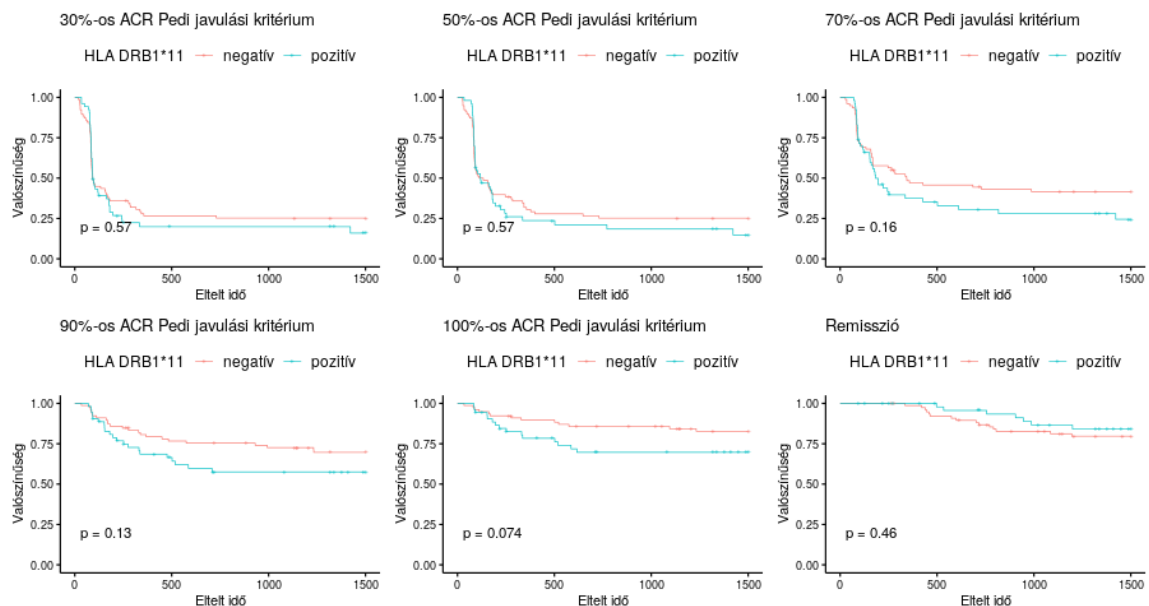 30%-os ACR Pedi javulási kritérium
HLA DRB1*11 negatív pozitív
Valószínűség
1.00
0.75
0.50
0.25
0.00
p = 0.57
0 500 1000 1500
Eltelt idő
50%-os ACR Pedi javulási kritérium
HLA DRB1*11 negatív pozitív
Valószínűség
1.00
0.75
0.50
0.25
0.00
p = 0.57
0 500 1000 1500
Eltelt idő
70%-os ACR Pedi javulási kritérium
HLA DRB1*11 negatív pozitív
Valószínűség
1.00
0.75
0.50
0.25
0.00
p = 0.16
0 500 1000 1500
Eltelt idő
90%-os ACR Pedi javulási kritérium
HLA DRB1*11 negatív pozitív
Valószínűség
1.00
0.75
0.50
0.25
0.00
p = 0.13
0 500 1000 1500
Eltelt idő
100%-os ACR Pedi javulási kritérium
HLA DRB1*11 negatív pozitív
Valószínűség
1.00
0.75
0.50
0.25
0.00
p = 0.074
0 500 1000 1500
Eltelt idő
Remisszió
HLA DRB1*11 negatív pozitív
Valószínűség
1.00
0.75
0.50
0.25
0.00
p = 0.46
0 500 1000 1500
Eltelt idő